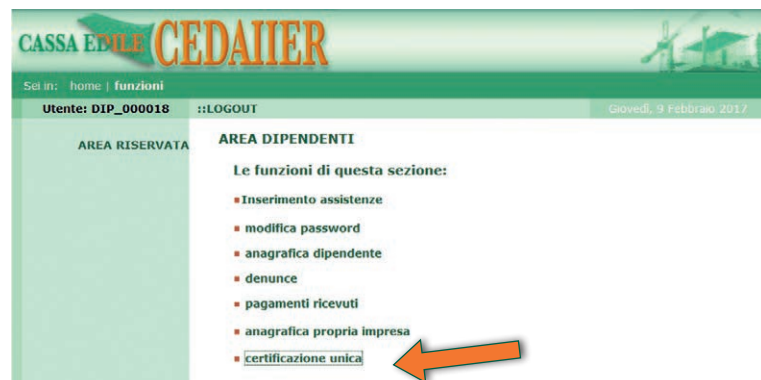 CASSA EDILE CEDAIIER
Sei in: home | funzioni
Utente: DIP_000018 ::LOGOUT Giovedì, 9 Febbraio 2017
AREA RISERVATA
AREA DIPENDENTI
Le funzioni di questa sezione:
Inserimento assistenze
modifica password
anagrafica dipendente
denunce
pagamenti ricevuti
anagrafica propria impresa
certificazione unica